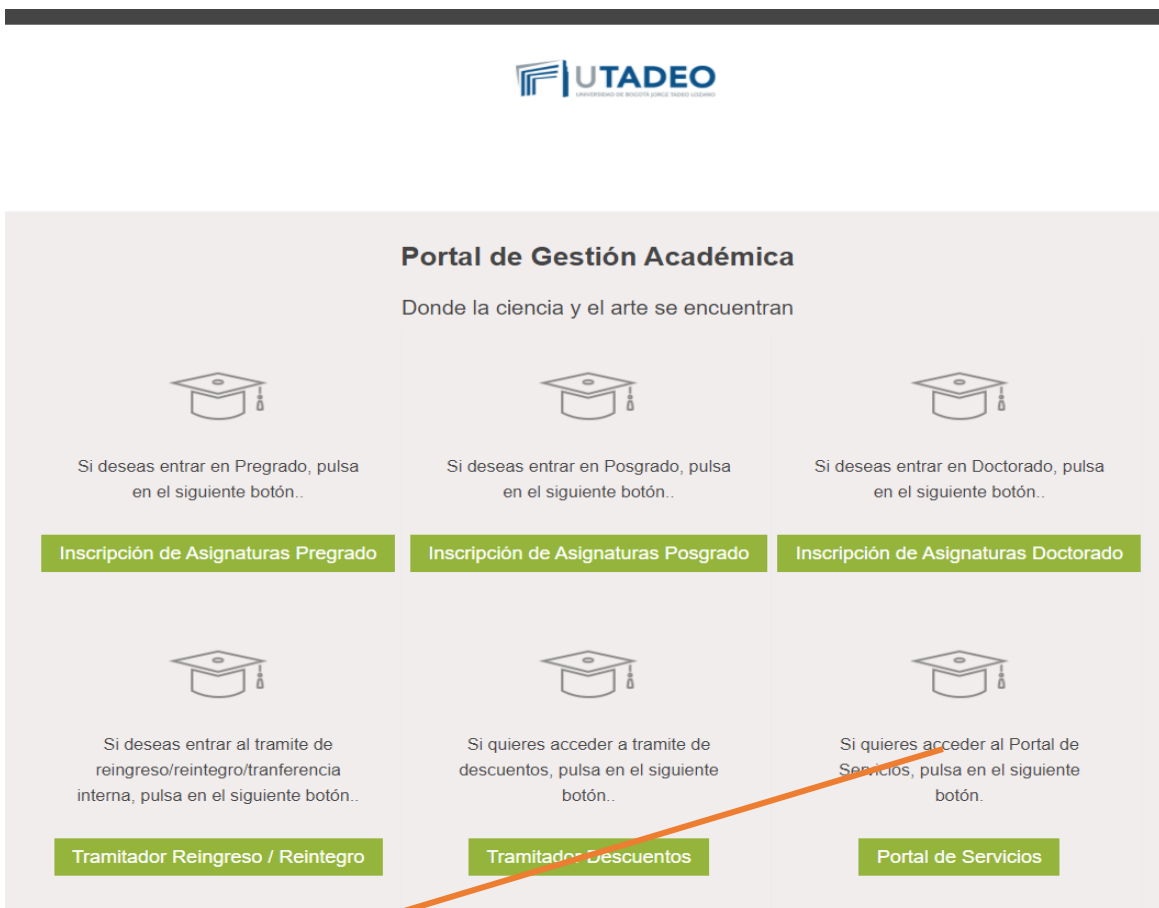 UTADEO
UNIVERSIDAD DE BOGOTÁ JORGE TADEO LOZANO
Portal de Gestión Académica
Donde la ciencia y el arte se encuentran
Si deseas entrar en Pregrado, pulsa
en el siguiente botón..
Inscripción de Asignaturas Pregrado
Si deseas entrar en Posgrado, pulsa
en el siguiente botón..
Inscripción de Asignaturas Posgrado
Si deseas entrar en Doctorado, pulsa
en el siguiente botón..
Inscripción de Asignaturas Doctorado
Si deseas entrar al tramite de
reingreso/reintegro/tranferencia
interna, pulsa en el siguiente botón..
Tramitador Reingreso / Reintegro
Si quieres acceder a tramite de
descuentos, pulsa en el siguiente
botón..
Tramitador Descuentos
Si quieres acceder al Portal de
Servicios, pulsa en el siguiente
botón.
Portal de Servicios